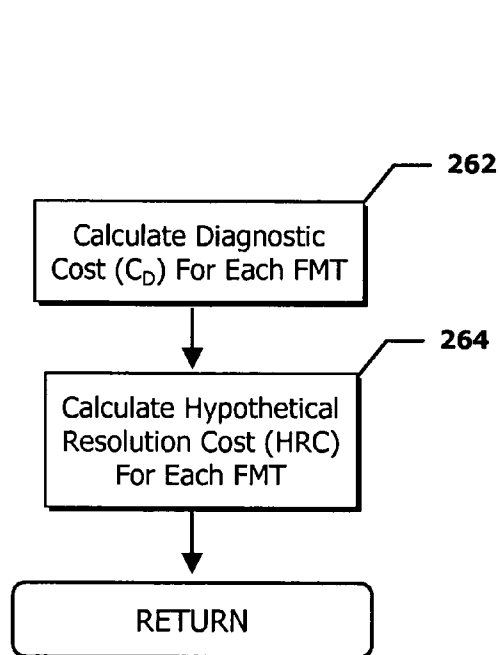 262
Calculate Diagnostic
Cost (C_D) For Each FMT
264
Calculate Hypothetical
Resolution Cost (HRC)
For Each FMT
RETURN